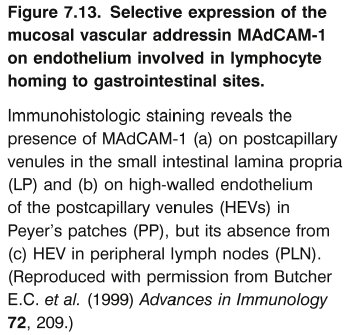 Figure 7.13. Selective expression of the
mucosal vascular addressin MAdCAM-1
on endothelium involved in lymphocyte
homing to gastrointestinal sites.
Immunohistologic staining reveals the
presence of MAdCAM-1 (a) on postcapillary
venules in the small intestinal lamina propria
(LP) and (b) on high-walled endothelium
of the postcapillary venules (HEVs) in
Peyer's patches (PP), but its absence from
(c) HEV in peripheral lymph nodes (PLN).
(Reproduced with permission from Butcher
E.C. et al. (1999) Advances in Immunology
72, 209.)